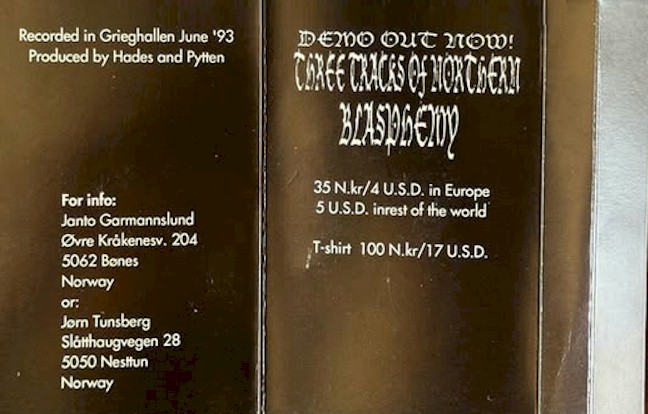 Recorded in Grieghallen June '93
Produced by Hades and Pytten
For info:
Janto Garmannslund
Øvre Kråkenesv. 204
5062 Bønes
Norway
or:
Jørn Tunsberg
Slåtthaugvegen 28
5050 Nesttun
Norway
DEMO OUT NOW!
THREE TRACKS Of NORTHERN
BLASPHEMY
35 N.kr/4 U.S.D. in Europe
5 U.S.D. inrest of the world
T-shirt 100 N.kr/17 U.S.D.